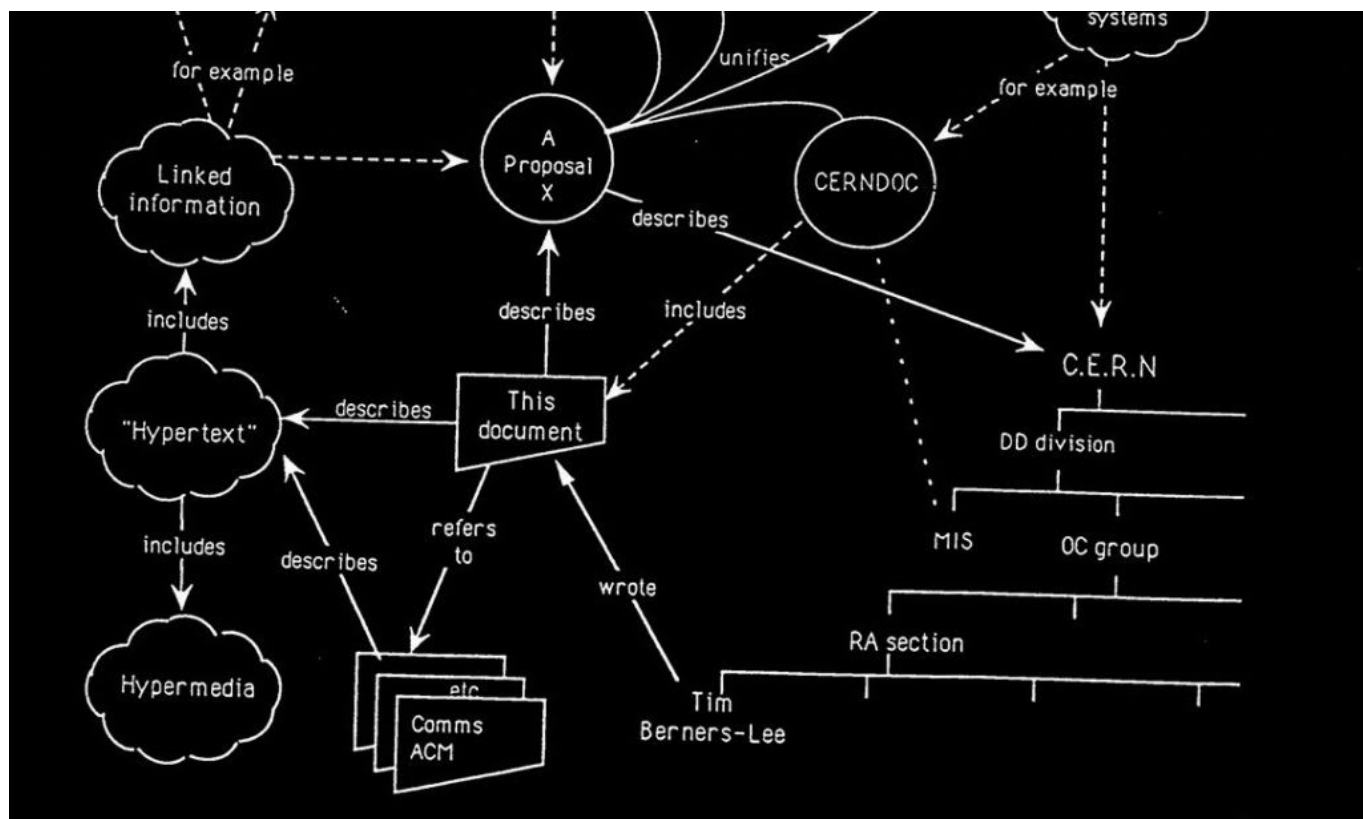 systems
unifies
for example
for example
A
Proposal
X
CERNDOC
Linked
information
describes
includes
describes
includes
C.E.R.N
This
document
describes
"Hypertext"
DD division
refers
to
MIS
OC group
includes
describes
wrote
RA section
Hypermedia
etc
Tim
Berners-Lee
Comms
ACM